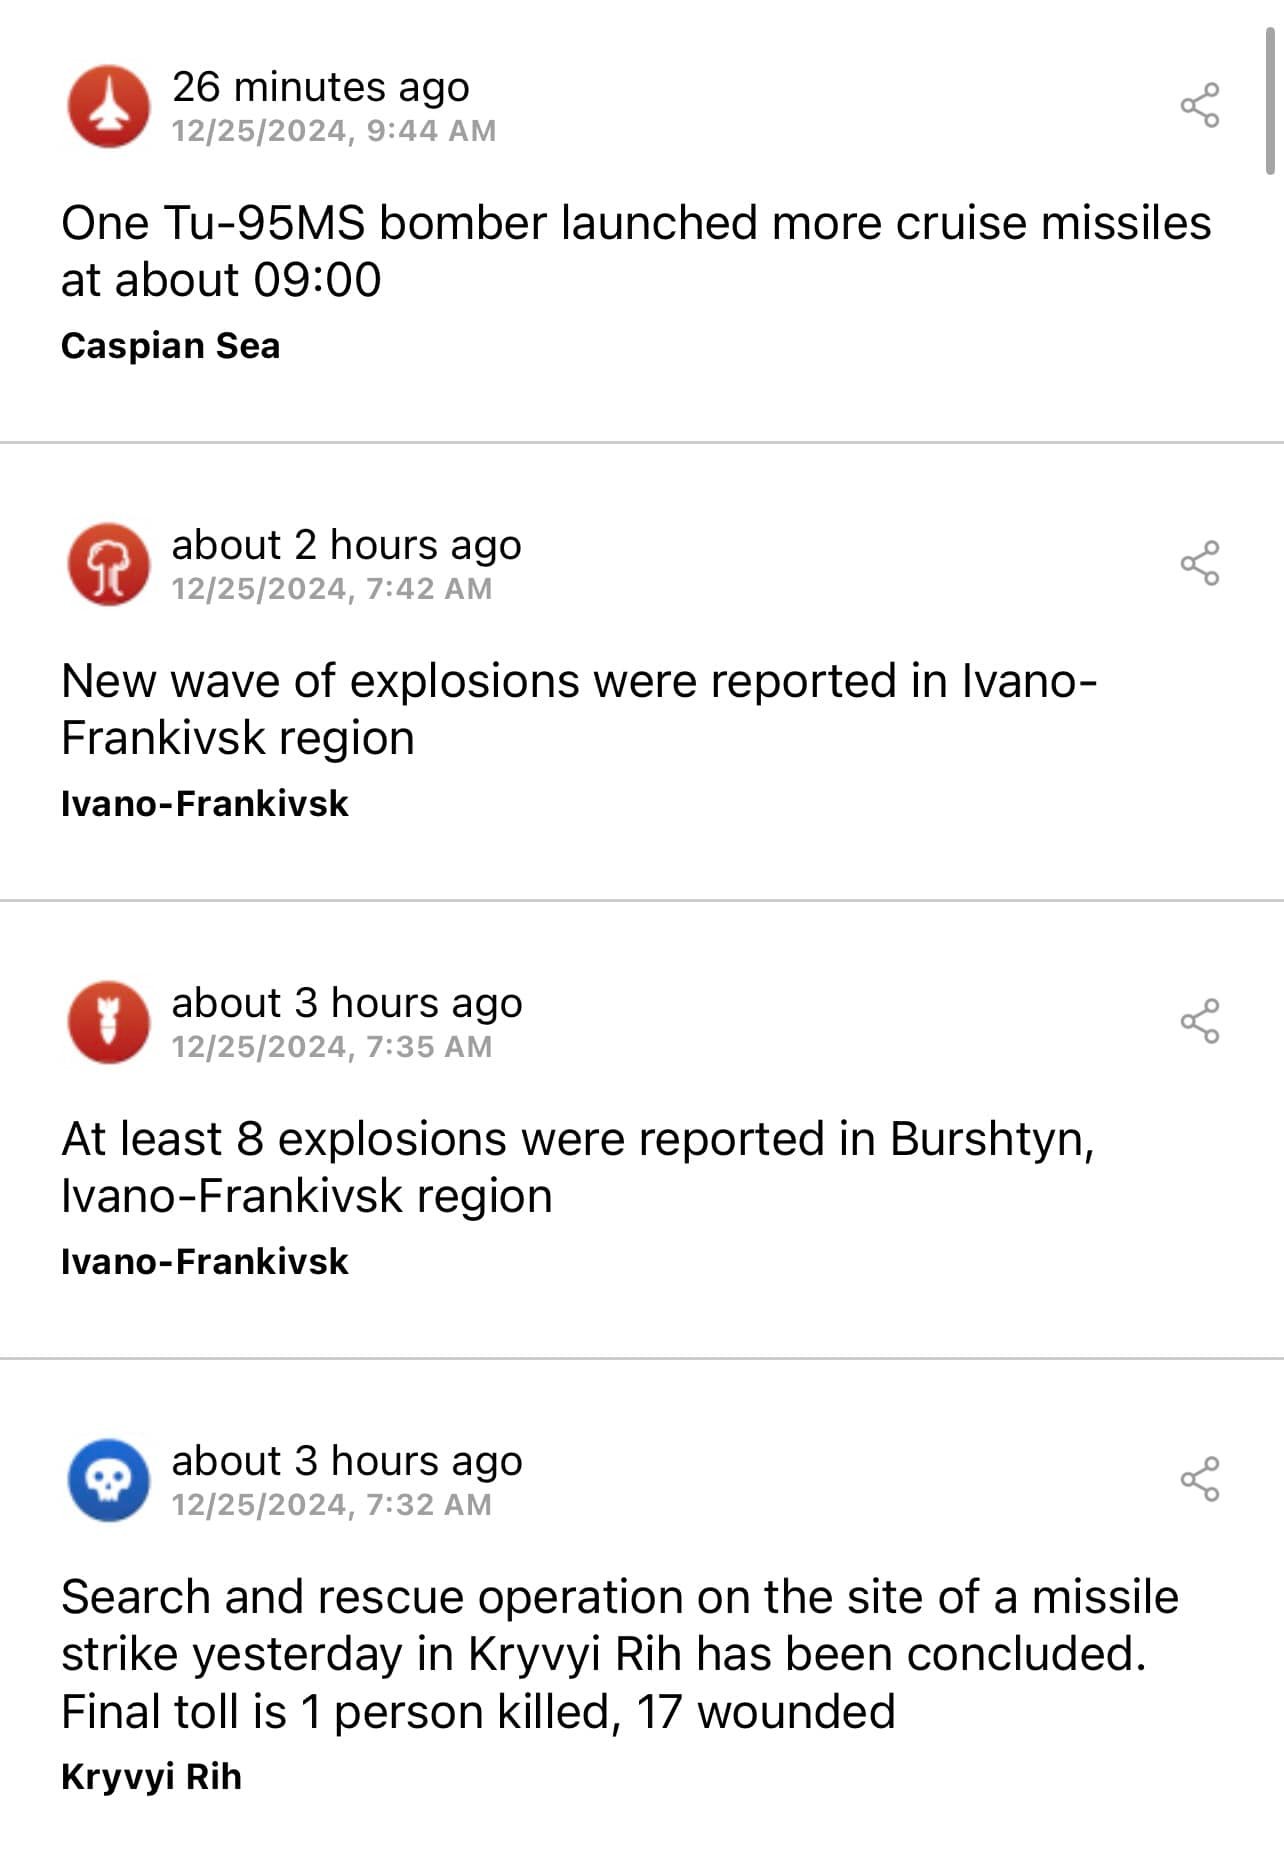 26 minutes ago
12/25/2024, 9:44 AM
One Tu-95MS bomber launched more cruise missiles
at about 09:00
Caspian Sea
about 2 hours ago
12/25/2024, 7:42 AM
New wave of explosions were reported in Ivano-
Frankivsk region
Ivano-Frankivsk
about 3 hours ago
12/25/2024, 7:35 AM
At least 8 explosions were reported in Burshtyn,
Ivano-Frankivsk region
Ivano-Frankivsk
about 3 hours ago
12/25/2024, 7:32 AM
Search and rescue operation on the site of a missile
strike yesterday in Kryvyi Rih has been concluded.
Final toll is 1 person killed, 17 wounded
Kryvyi Rih